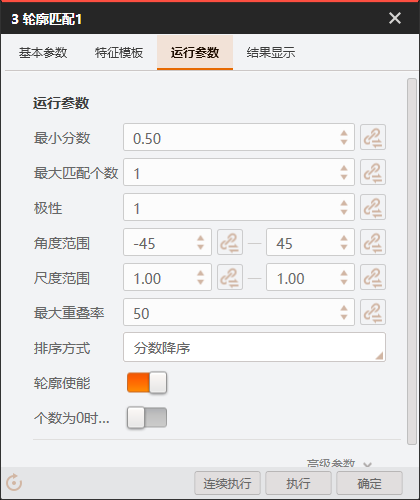 3 轮廓匹配1
基本参数 特征模板 运行参数 结果显示
运行参数
最小分数 0.50
最大匹配个数 1
极性 1
角度范围 -45 — 45
尺度范围 1.00 — 1.00
最大重叠率 50
排序方式 分数降序
轮廓使能
个数为0时...
高级参数
连续执行 执行 确定